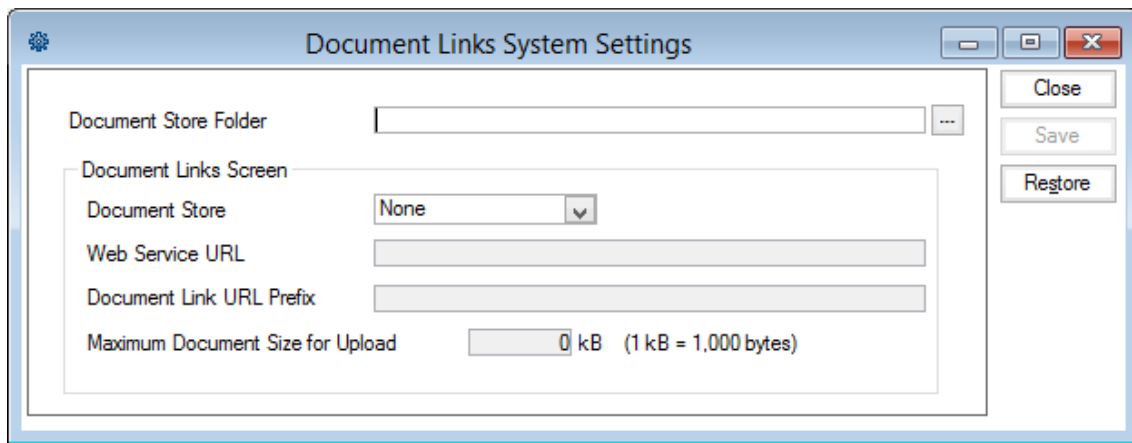 Document Links System Settings
Close
Document Store Folder
...
Save
Document Links Screen
Restore
Document Store None
Web Service URL
Document Link URL Prefix
Maximum Document Size for Upload 0 kB (1 kB = 1,000 bytes)